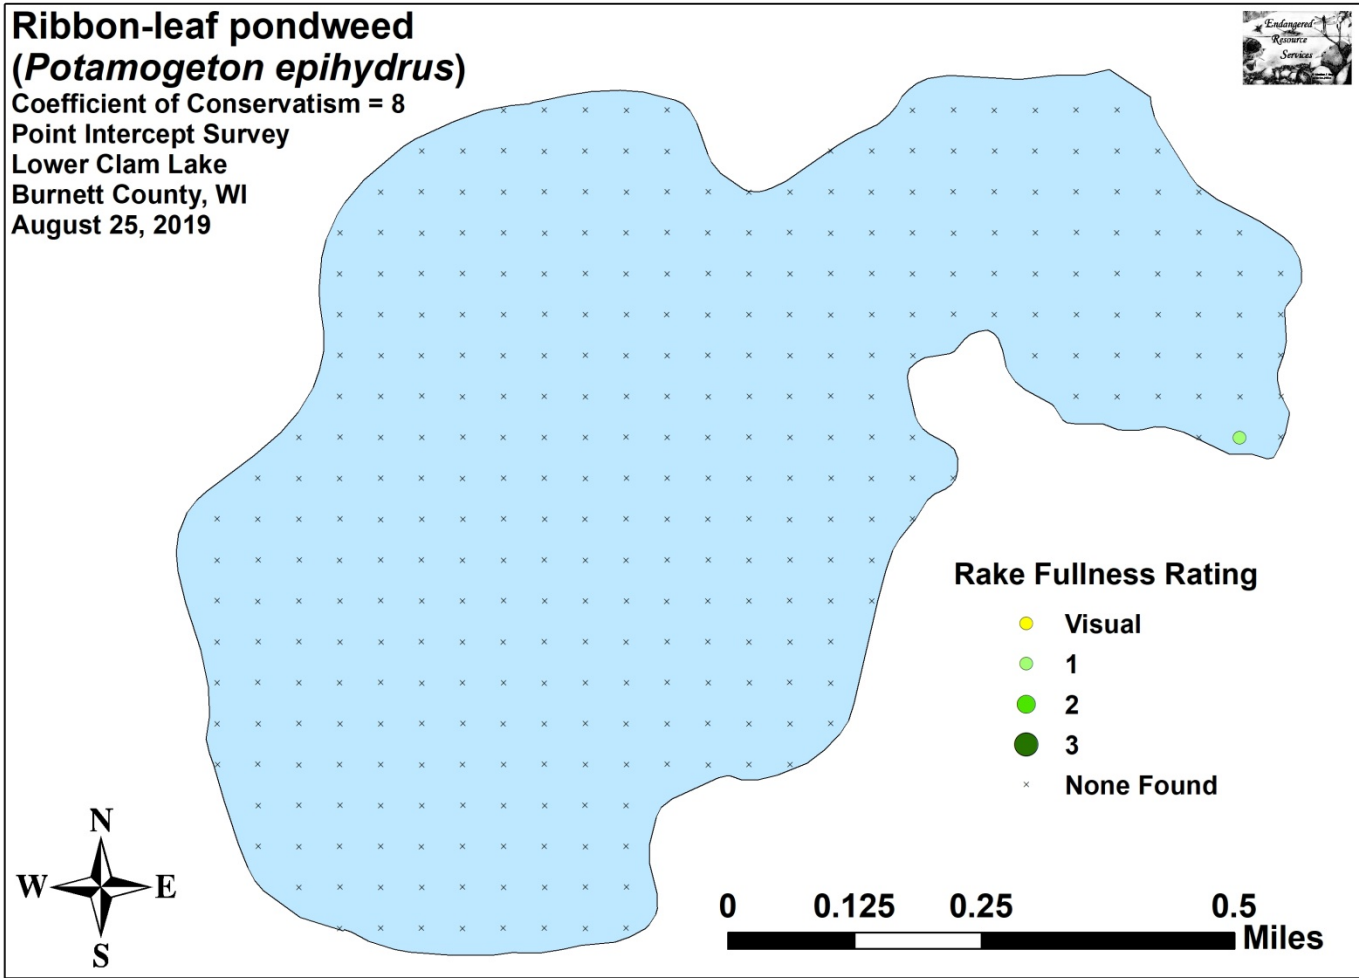 Ribbon-leaf pondweed
(Potamogeton epihydrus)
Coefficient of Conservatism = 8
Point Intercept Survey
Lower Clam Lake
Burnett County, WI
August 25, 2019
Endangered
Resource
Services
Rake Fullness Rating
Visual
1
2
3
None Found
N
W E
S
0 0.125 0.25 0.5
Miles